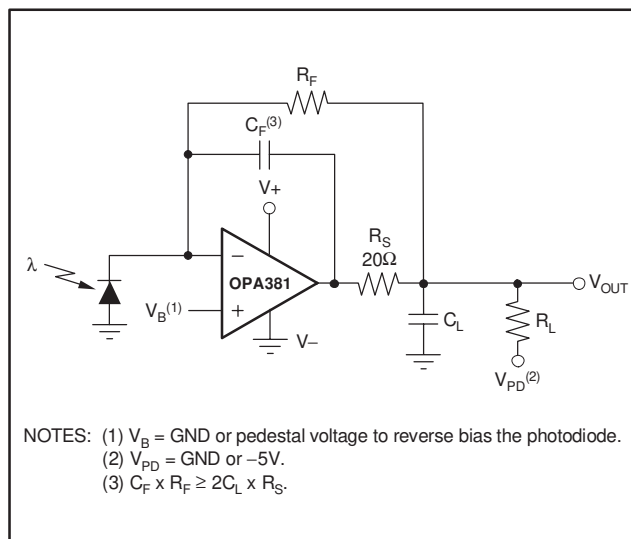 R_F
C_F^(3)
V+
R_S
20Ω
λ
−
OPA381
V_OUT
V_B^(1)
+
C_L
R_L
V−
V_PD^(2)
NOTES: (1) V_B = GND or pedestal voltage to reverse bias the photodiode.
(2) V_PD = GND or −5V.
(3) C_F x R_F ≥ 2C_L x R_S.